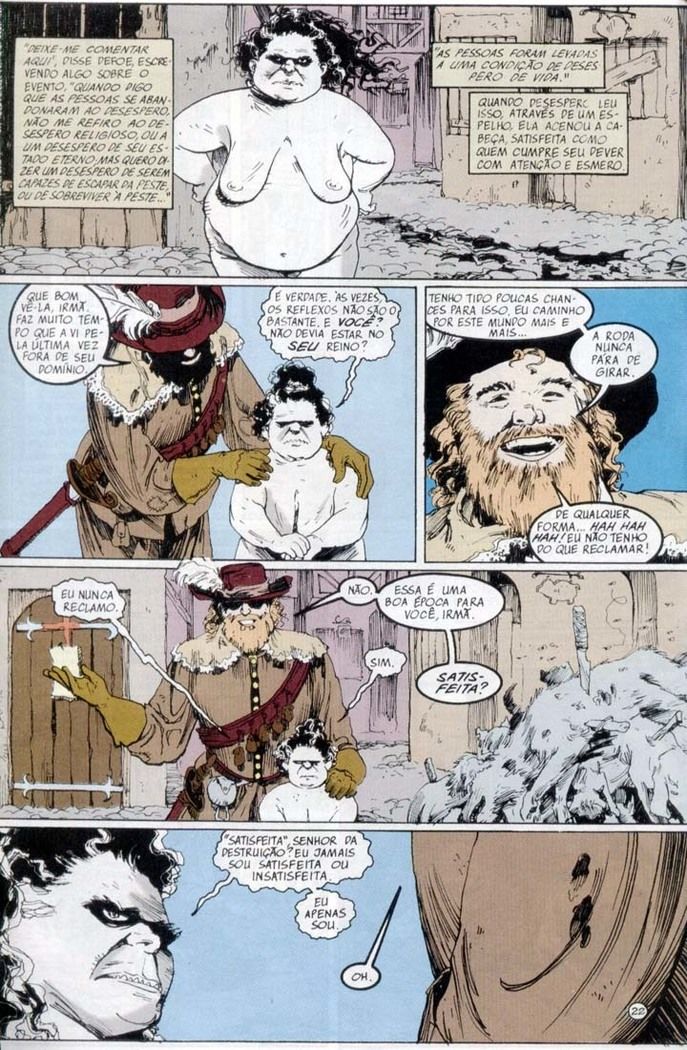 "DEIXE-ME COMENTAR
AQUI", DISSE DEFOE, ESCRE-
VENDO ALGO SOBRE O
EVENTO. "QUANDO DIGO
QUE AS PESSOAS SE ABAN-
DONARAM AO DESESPERO,
NÃO ME REFIRO AO DE-
SESPERO RELIGIOSO, OU A
UM DESESPERO DE SEU ES-
TADO ETERNO, MAS QUERO DI-
ZER UM DESESPERO DE SEREM
CAPAZES DE ESCAPAR DA PESTE,
OU DE SOBREVIVER À PESTE..."
"AS PESSOAS FORAM LEVADAS
A UMA CONDIÇÃO DE DESES
PERO DE VIDA."
QUANDO DESESPERO LEU
ISSO, ATRAVÉS DE UM ES-
PELHO, ELA ACENOU A CA-
BEÇA, SATISFEITA COMO
QUEM CUMPRE SEU DEVER
COM ATENÇÃO E ESMERO
QUE BOM
VÊ-LA, IRMÃ.
FAZ MUITO TEM-
PO QUE A VI PE-
LA ÚLTIMA VEZ
FORA DE SEU
DOMÍNIO.
É VERDADE. ÀS VEZES,
OS REFLEXOS NÃO SÃO O
BASTANTE. E VOCÊ?
NÃO DEVIA ESTAR NO
SEU REINO?
TENHO TIDO POUCAS CHAN-
CES PARA ISSO, EU CAMINHO
POR ESTE MUNDO MAIS E
MAIS...
A RODA
NUNCA
PÁRA DE
GIRAR.
DE QUALQUER
FORMA... HAH HAH
HAH! EU NÃO TENHO
DO QUE RECLAMAR!
EU NUNCA
RECLAMO.
NÃO.
ESSA É UMA
BOA ÉPOCA PARA
VOCÊ, IRMÃ.
SIM.
SATIS-
FEITA?
"SATISFEITA", SENHOR DA
DESTRUIÇÃO? EU JAMAIS
SOU SATISFEITA OU
INSATISFEITA.
EU
APENAS
SOU.
OH.
22